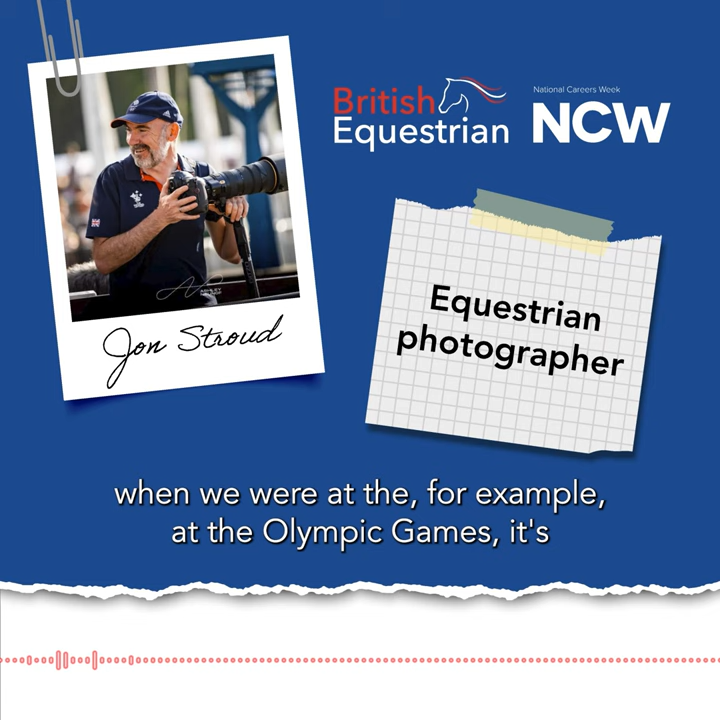 British
Equestrian
National Careers Week
NCW
Jon Stroud
Equestrian
photographer
when we were at the, for example,
at the Olympic Games, it's